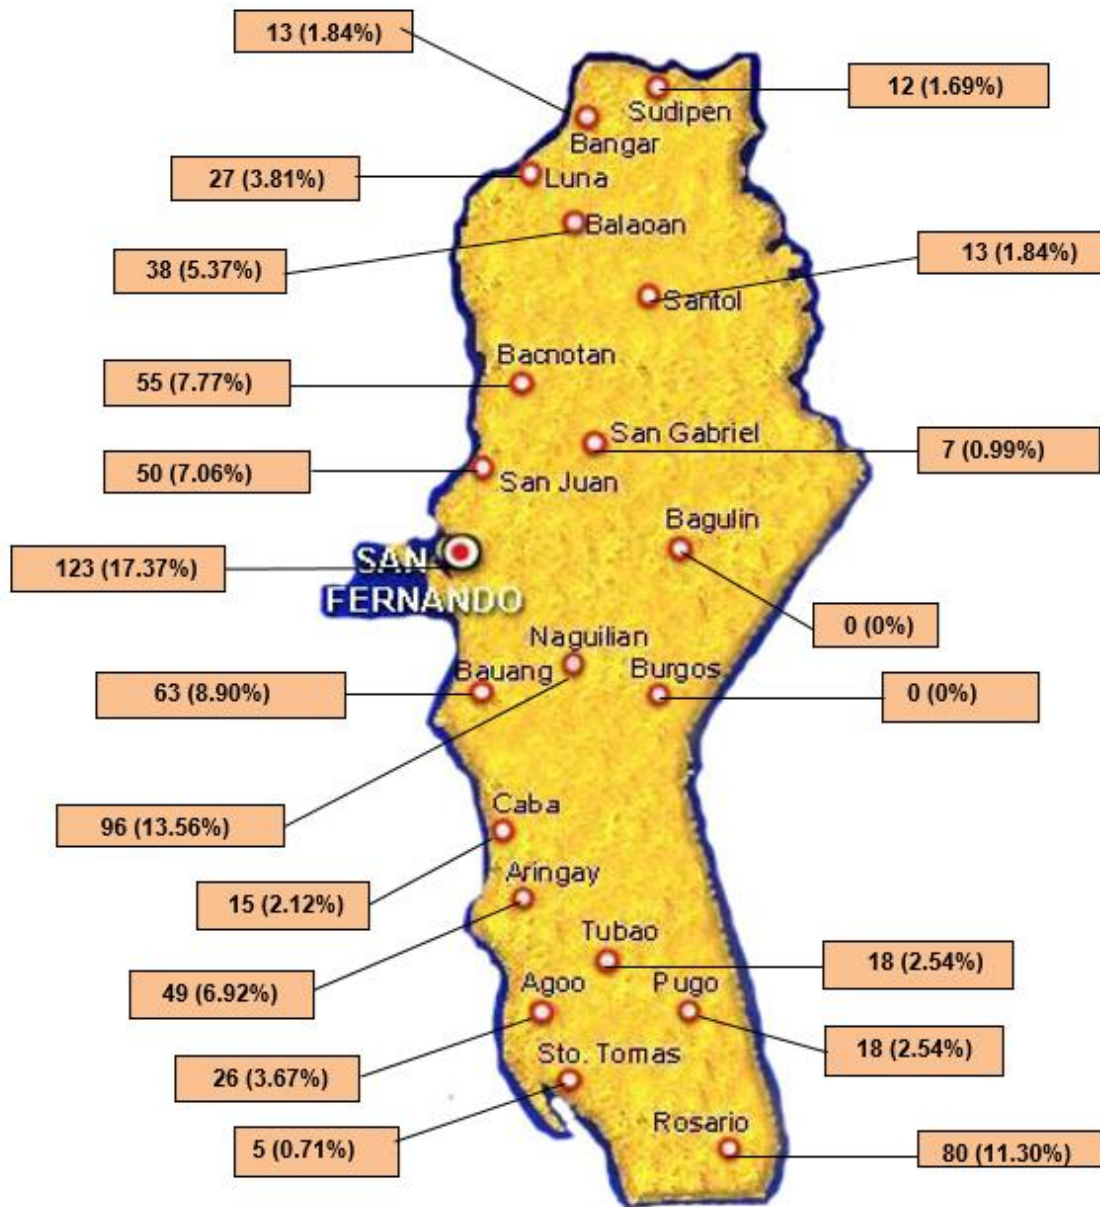 13 (1.84%)
12 (1.69%)
Sudipen
Bangar
27 (3.81%)
Luna
Balaoan
38 (5.37%)
13 (1.84%)
Santol
Bacnotan
55 (7.77%)
San Gabriel
7 (0.99%)
50 (7.06%)
San Juan
Bagulin
123 (17.37%)
SAN
FERNANDO
0 (0%)
Naguilian
Bauang
Burgos
63 (8.90%)
0 (0%)
Caba
96 (13.56%)
Aringay
15 (2.12%)
Tubao
18 (2.54%)
49 (6.92%)
Agoo
Pugo
18 (2.54%)
Sto. Tomas
26 (3.67%)
Rosario
5 (0.71%)
80 (11.30%)